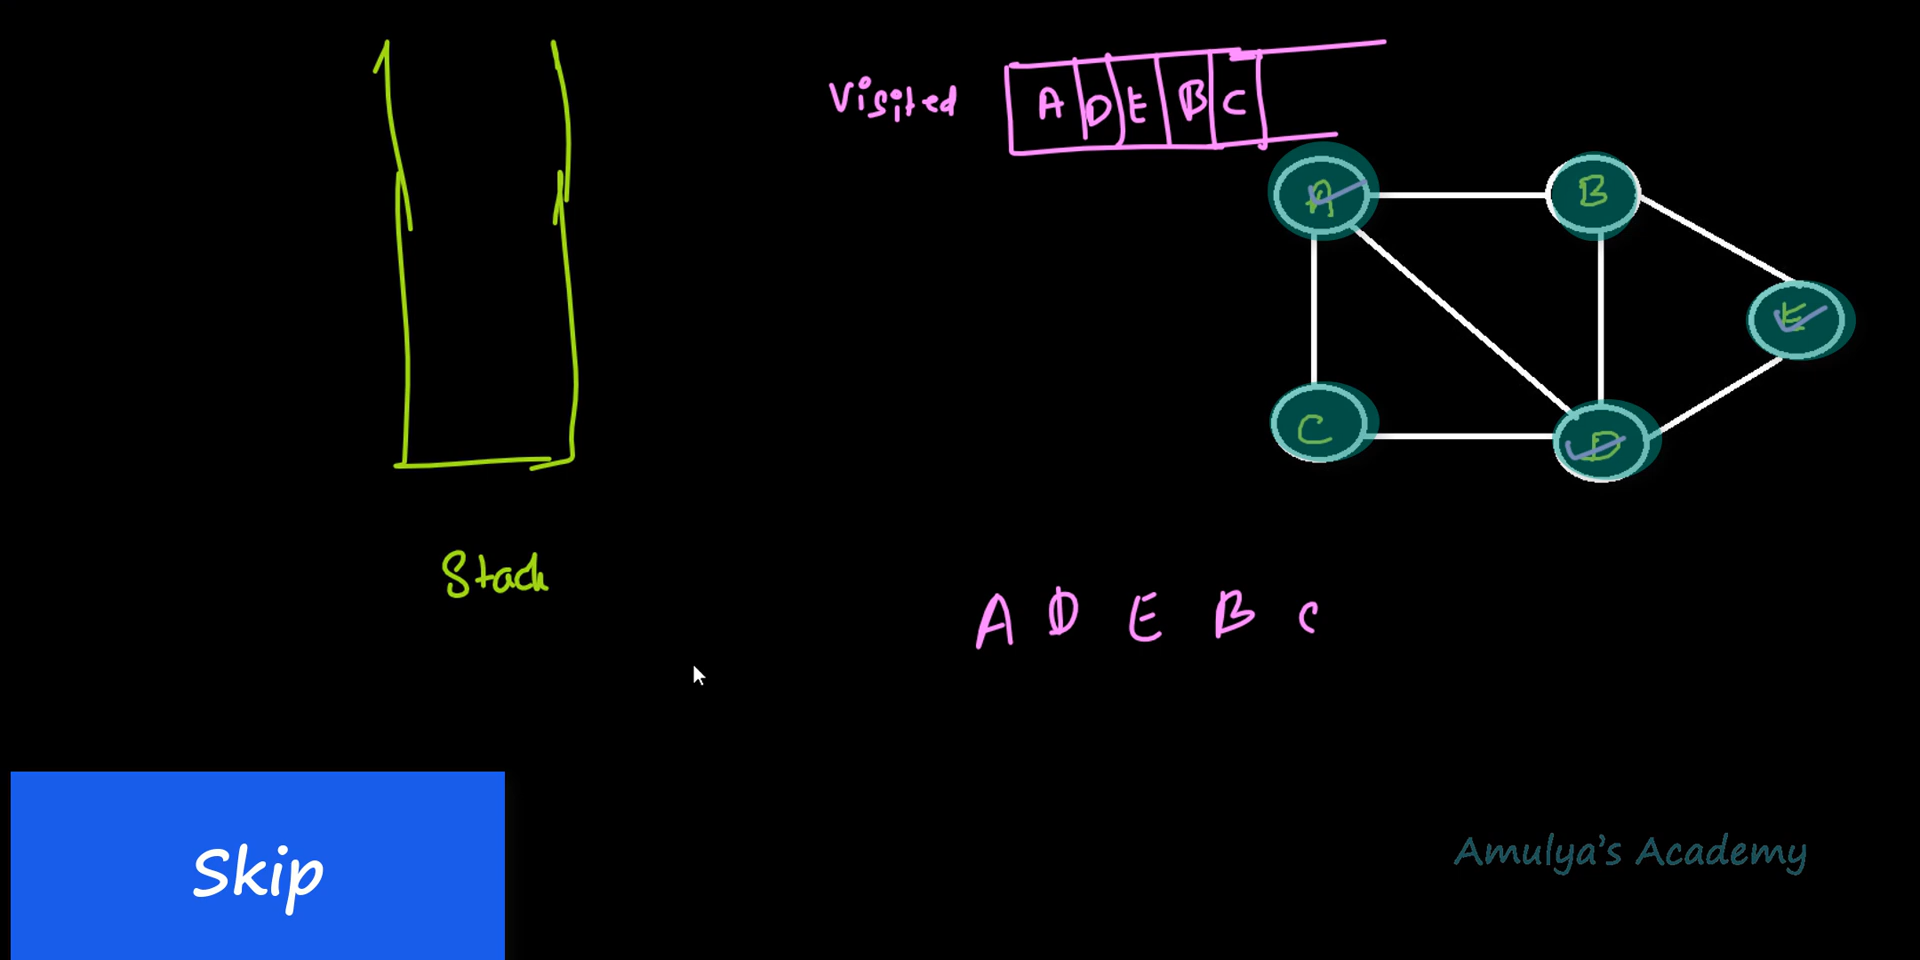 Visited A D E B C
A B
E
C D
Stack
A D E B C
Skip
Amulya's Academy